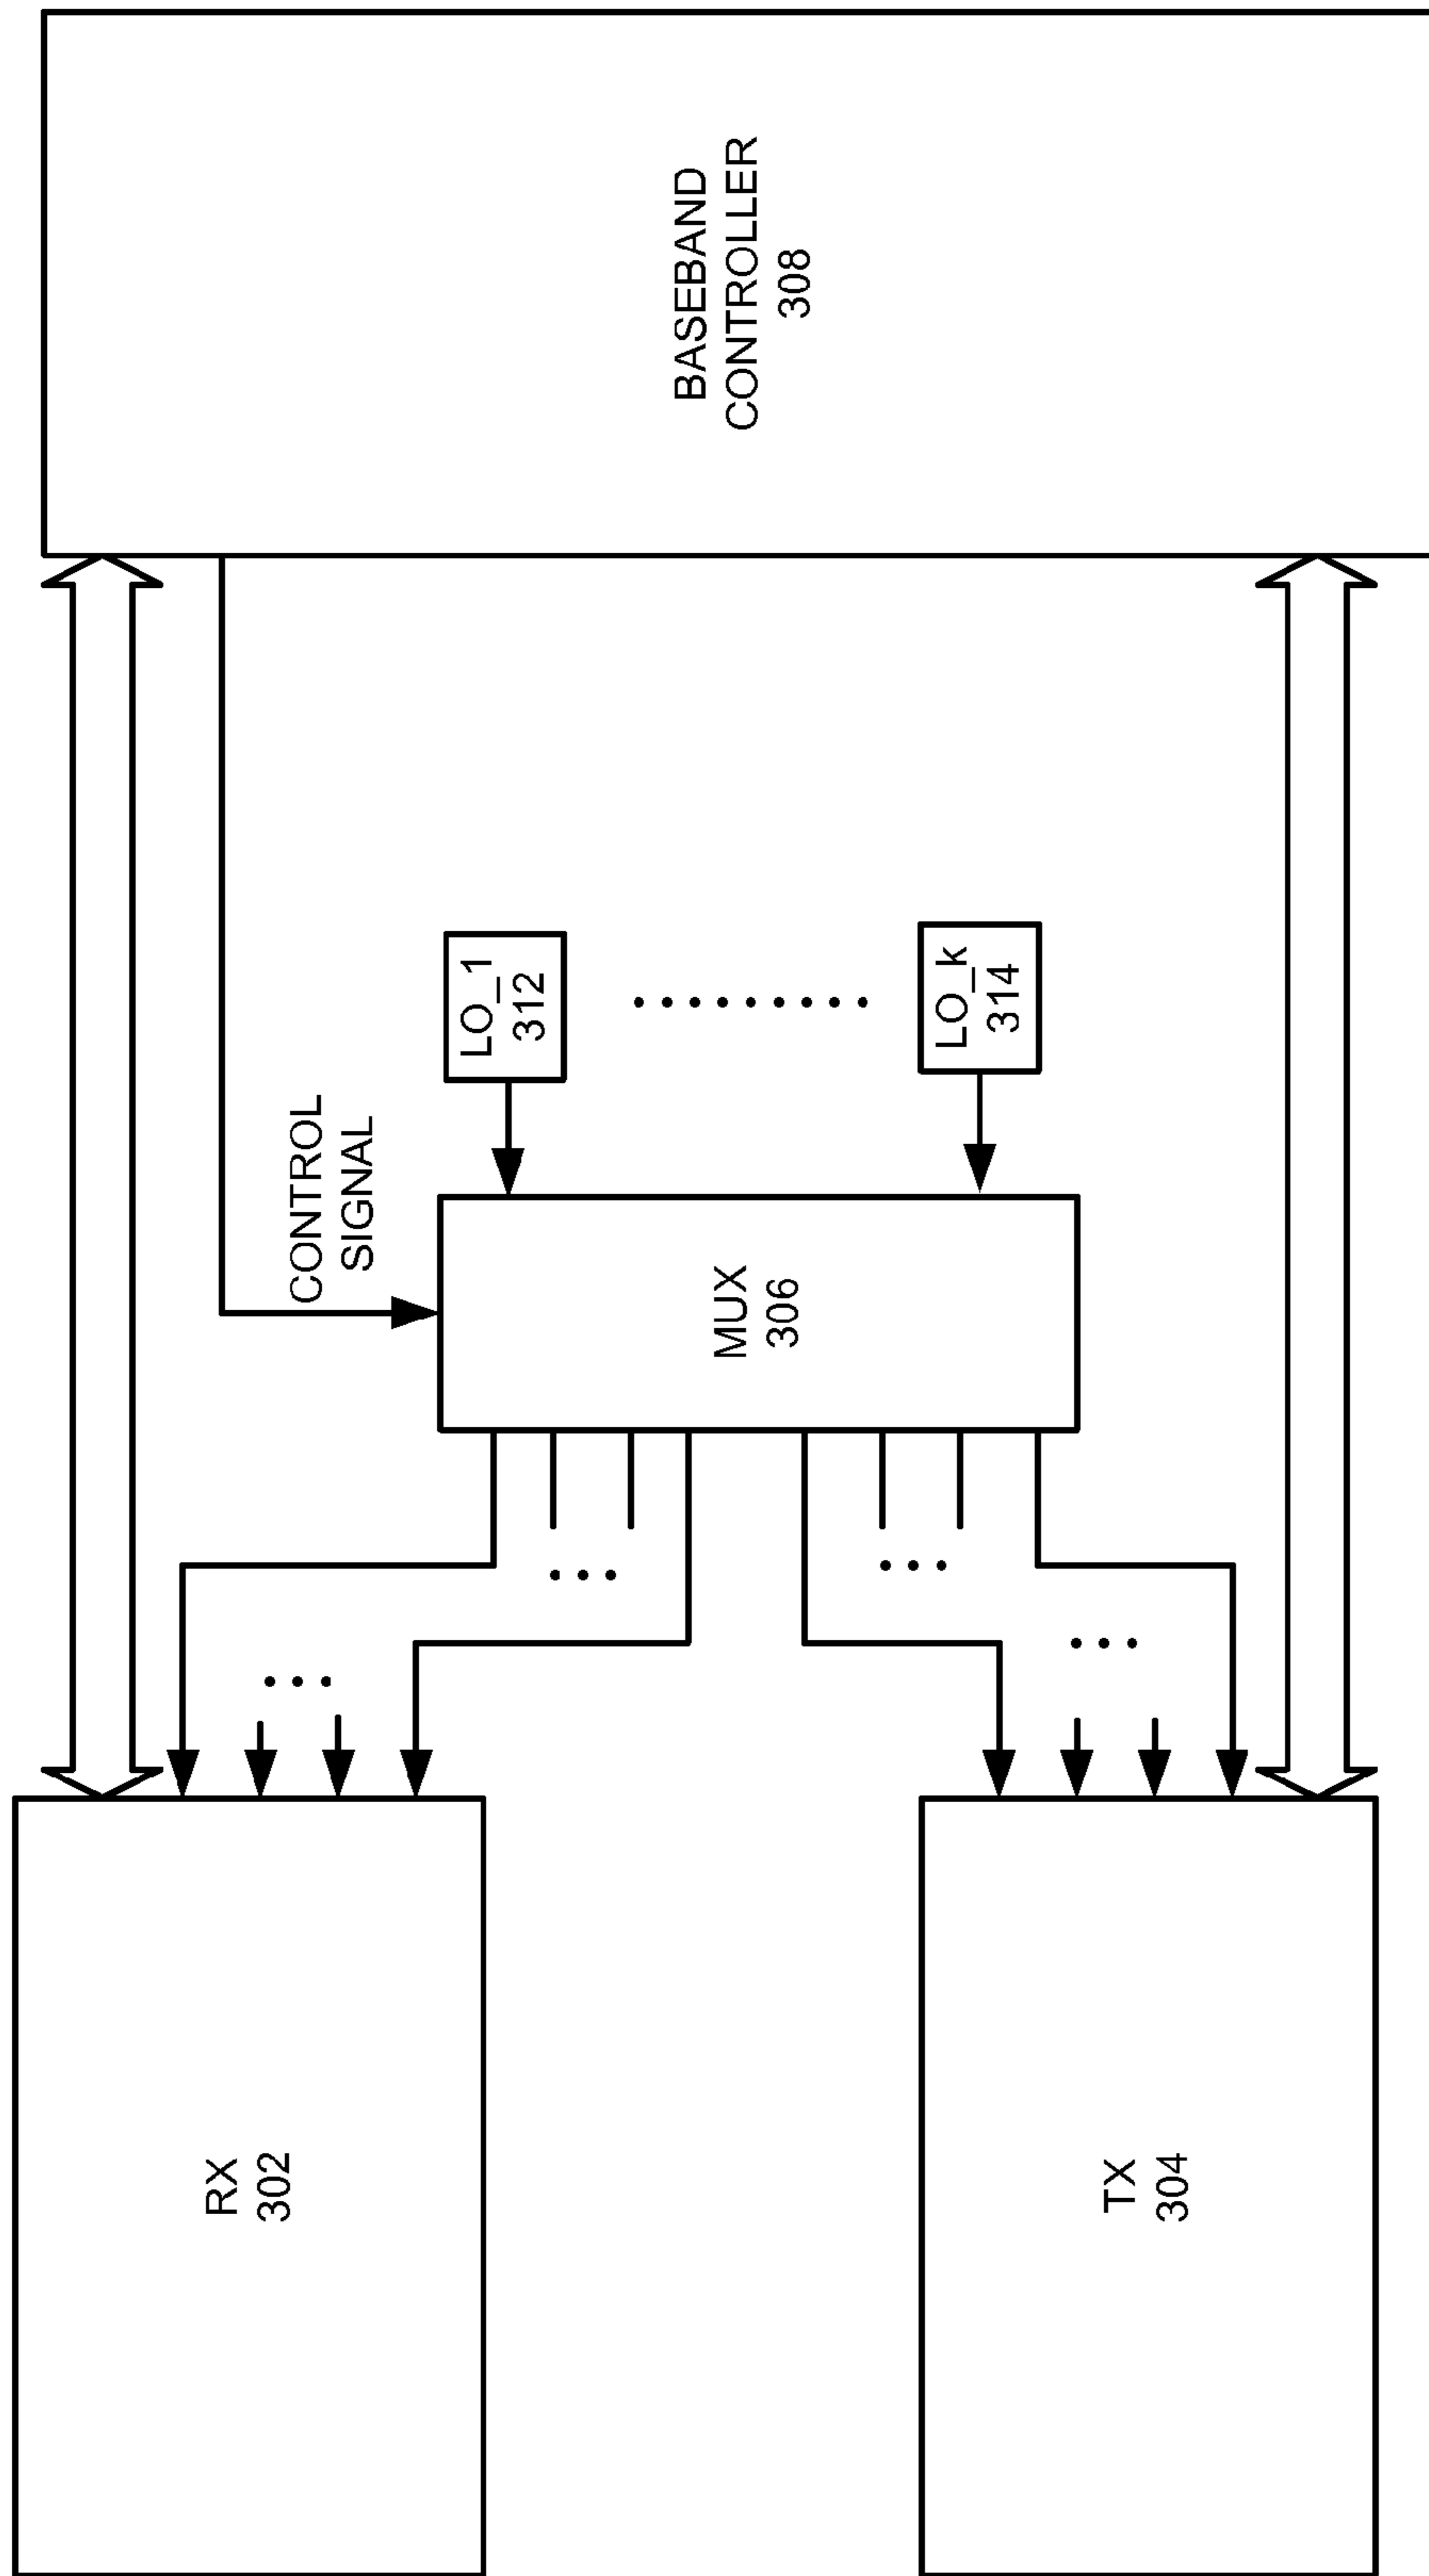 RX
302
TX
304
CONTROL
SIGNAL
MUX
306
LO_1
312
LO_k
314
BASEBAND
CONTROLLER
308